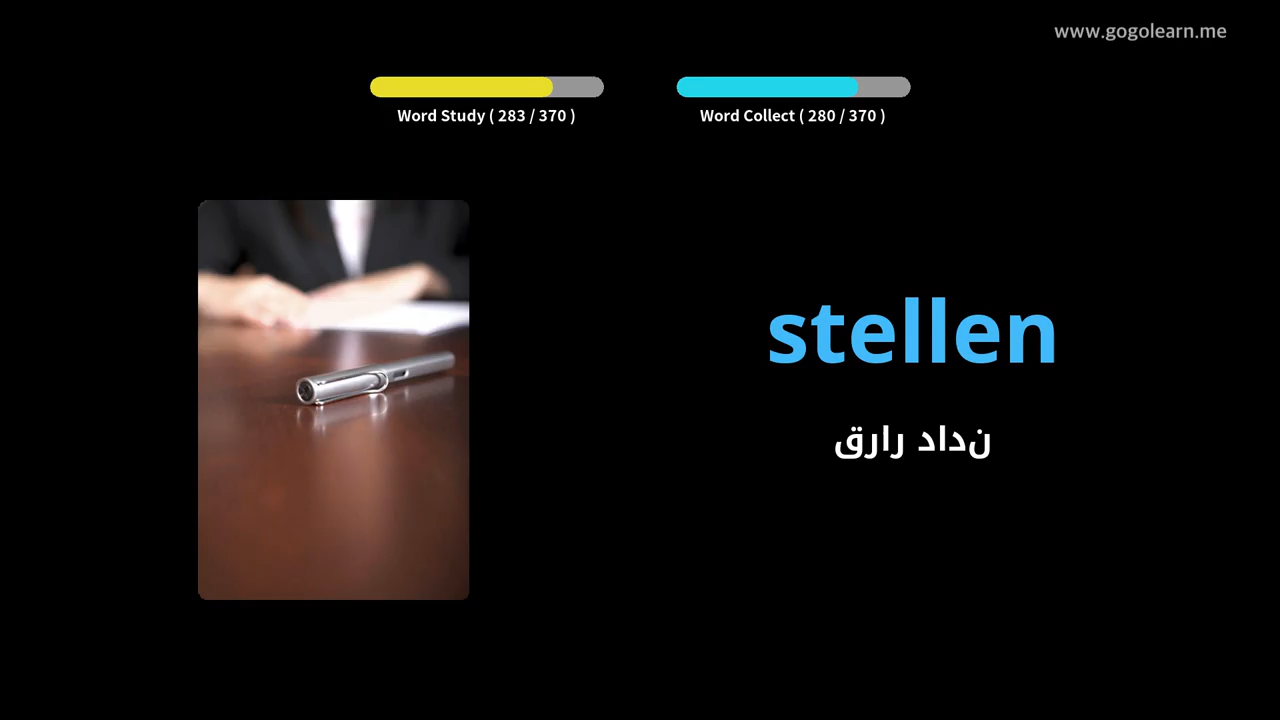 www.gogolearn.me
Word Study ( 283 / 370 )
Word Collect ( 280 / 370 )
stellen
نداد رارق